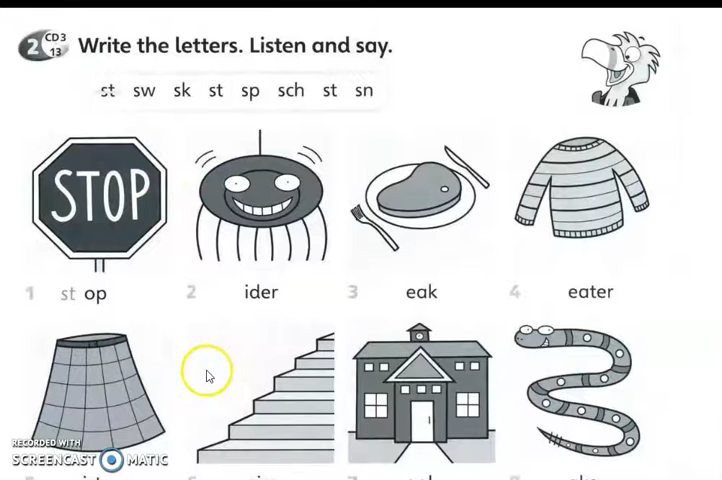 2 CD3 13 Write the letters. Listen and say.
st sw sk st sp sch st sn
STOP
1 st op 2 ider 3 eak 4 eater
RECORDED WITH
SCREENCAST MATIC